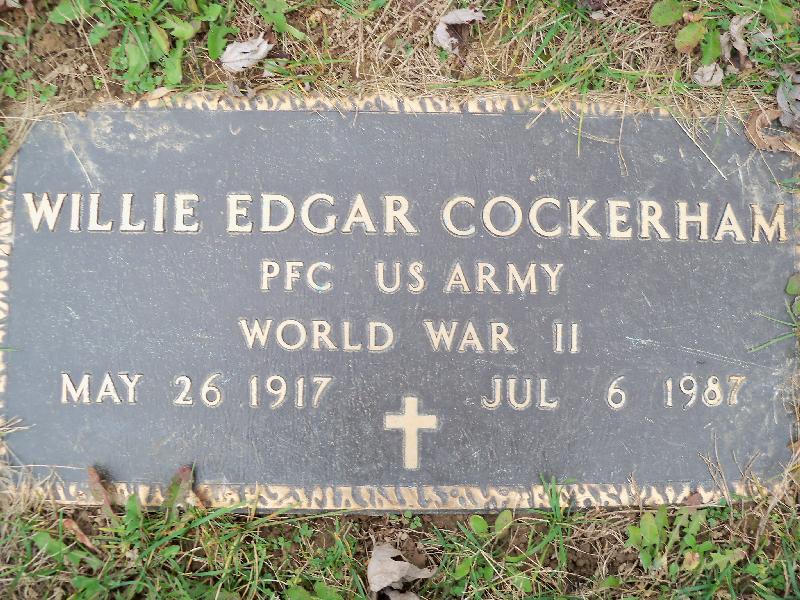 WILLIE EDGAR COCKERHAM
PFC US ARMY
WORLD WAR II
MAY 26 1917 JUL 6 1987